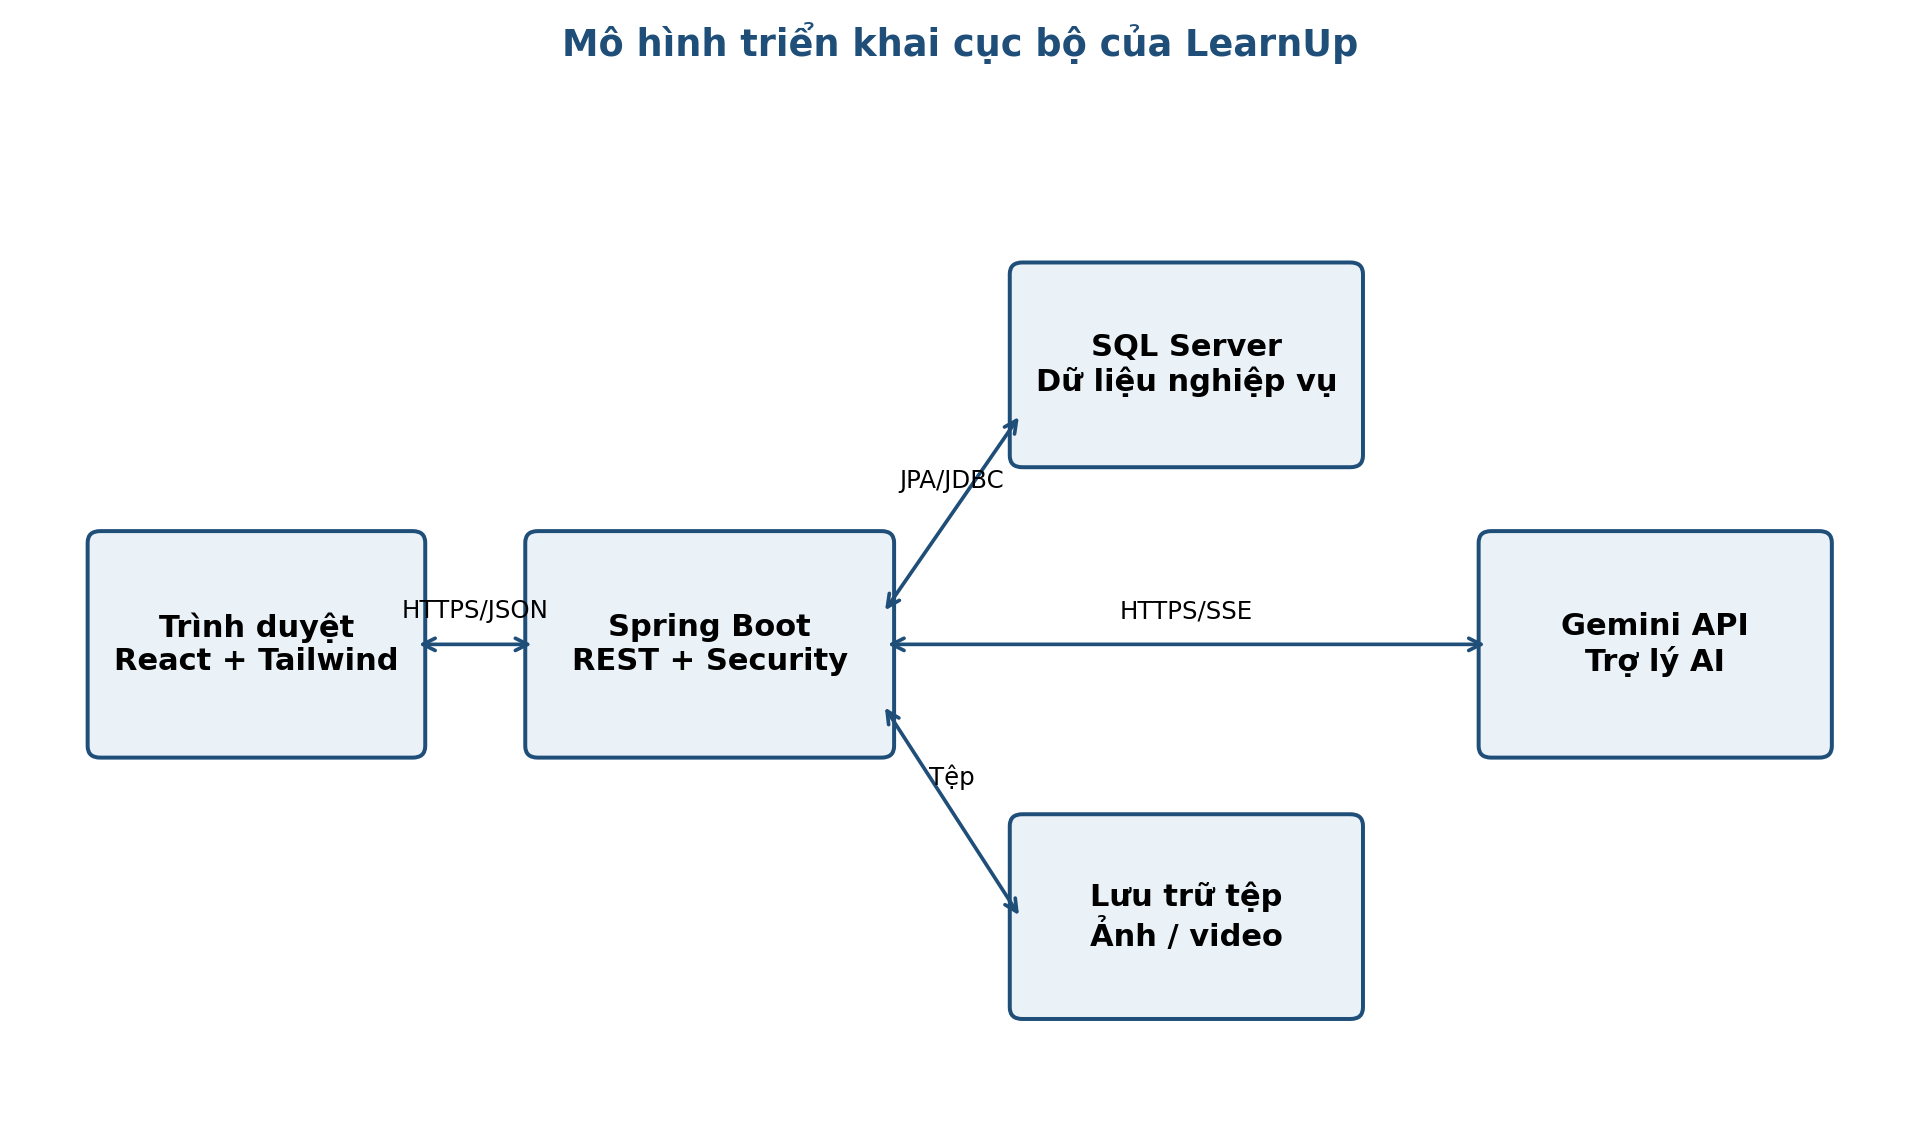 Mô hình triển khai cục bộ của LearnUp
SQL Server
Dữ liệu nghiệp vụ
JPA/JDBC
Trình duyệt
React + Tailwind
HTTPS/JSON
Spring Boot
REST + Security
HTTPS/SSE
Gemini API
Trợ lý AI
Tệp
Lưu trữ tệp
Ảnh / video